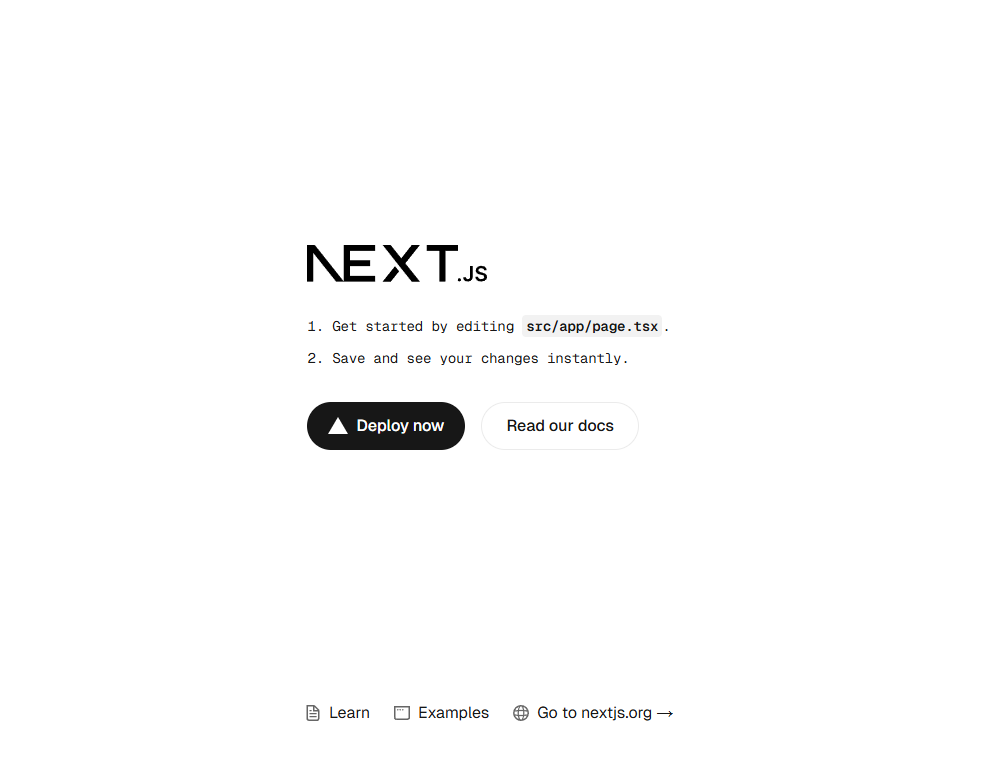 NEXT.JS
1. Get started by editing src/app/page.tsx.
2. Save and see your changes instantly.
Deploy now
Read our docs
Learn
Examples
Go to nextjs.org →